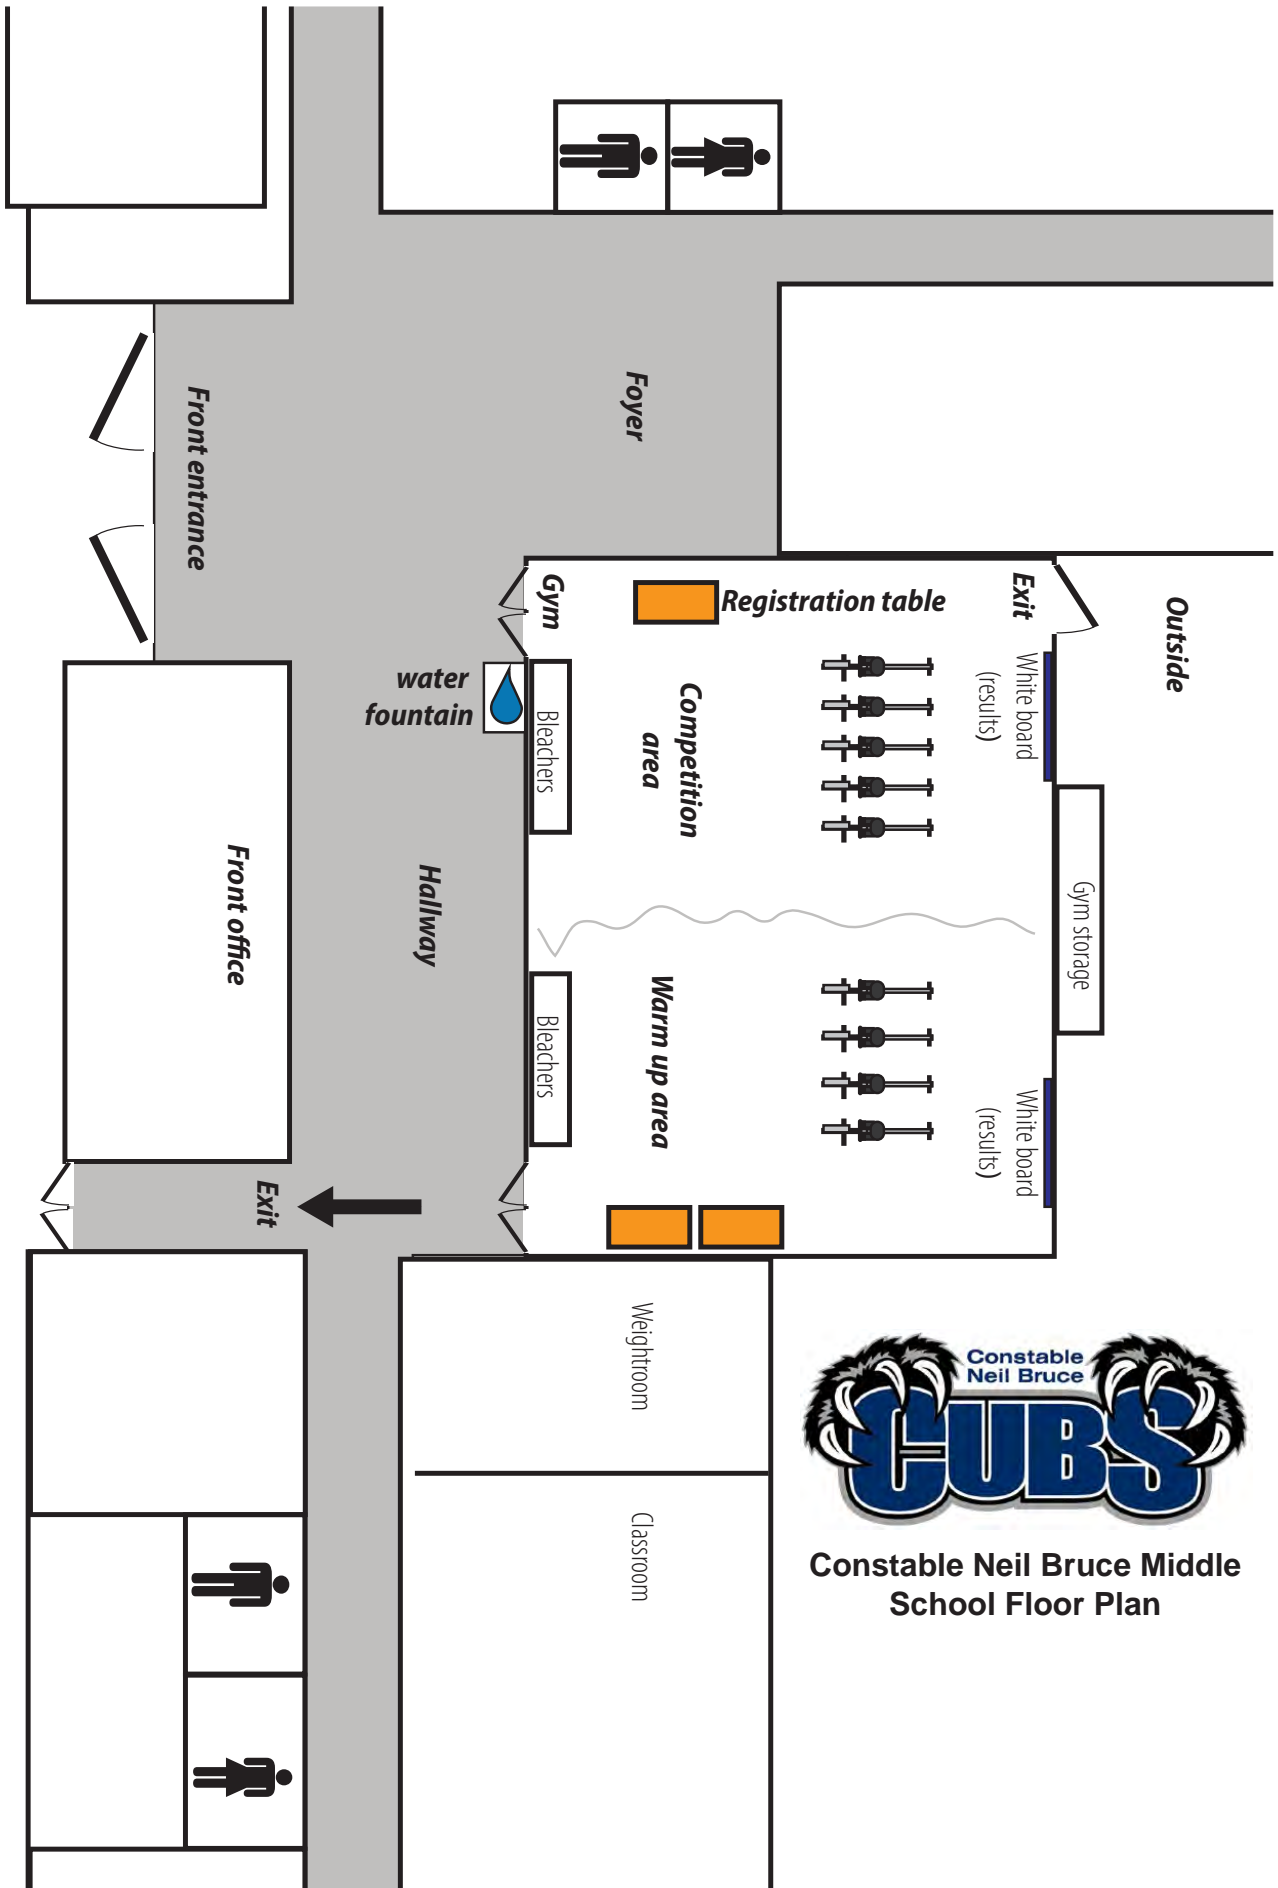 Foyer
Front entrance
Gym
Registration table
Exit
Outside
White board
(results)
water
fountain
Bleachers
Competition
area
Gym storage
Hallway
Front office
Bleachers
Warm up area
White board
(results)
Exit
Weightroom
Classroom
Constable
Neil Bruce
CUBS
Constable Neil Bruce Middle
School Floor Plan